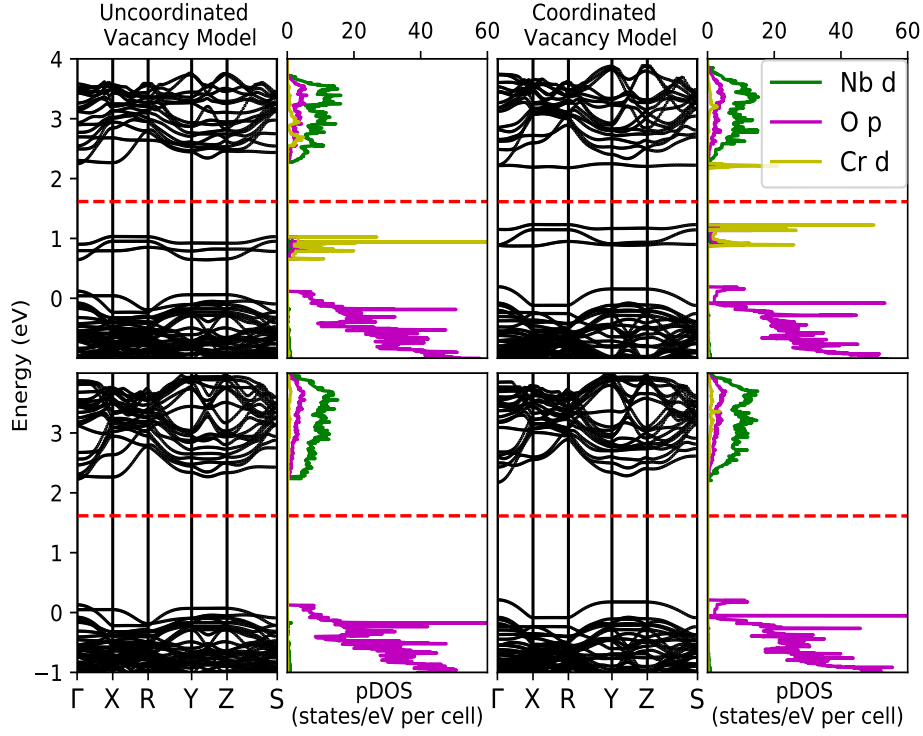 Uncoordinated
Vacancy Model
0 20 40 60
Coordinated
Vacancy Model
0 20 40 60
4
3
2
1
0
Nb d
O p
Cr d
Energy (eV)
3
2
1
0
−1
Γ X R Y Z S
pDOS
(states/eV per cell)
Γ X R Y Z S
pDOS
(states/eV per cell)